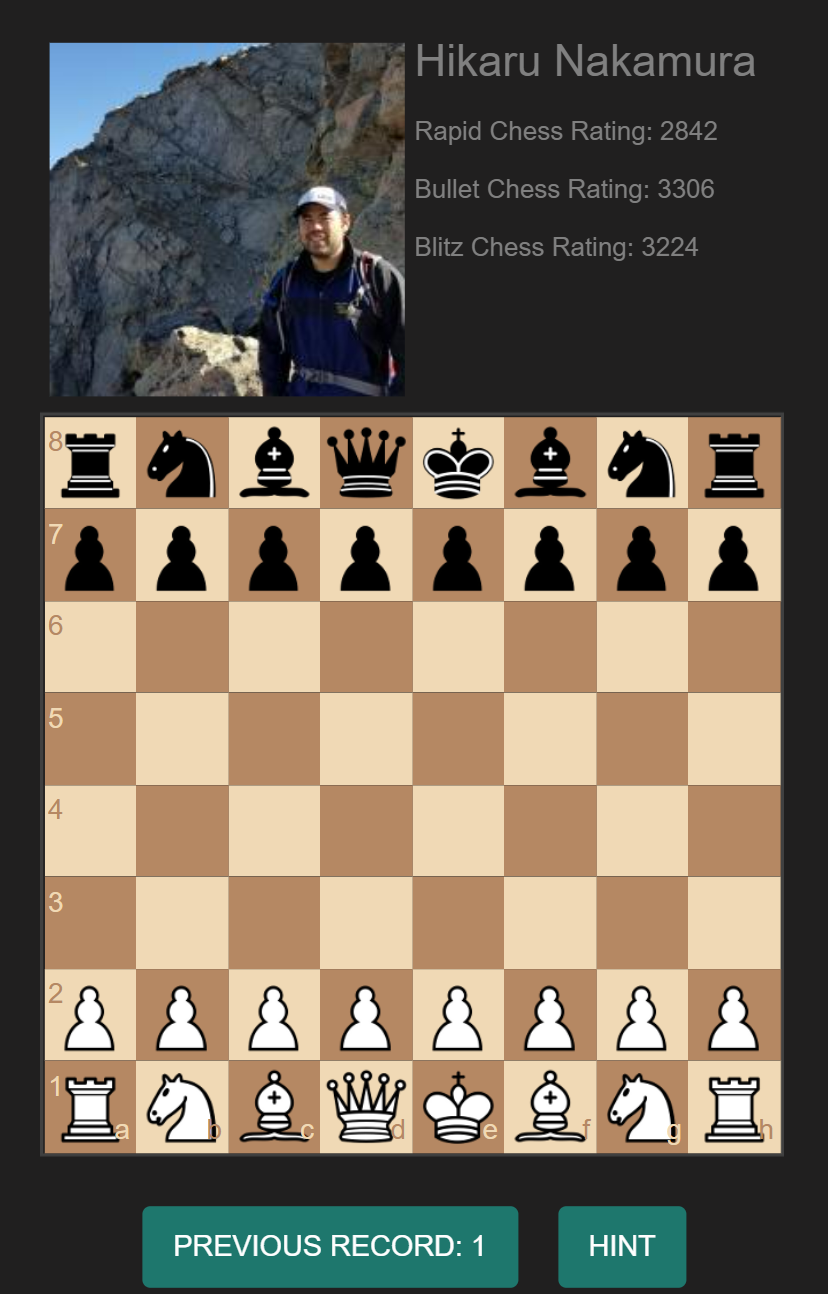 Hikaru Nakamura
Rapid Chess Rating: 2842
Bullet Chess Rating: 3306
Blitz Chess Rating: 3224
8
7
6
5
4
3
2
1
a b c d e f g h
PREVIOUS RECORD: 1
HINT